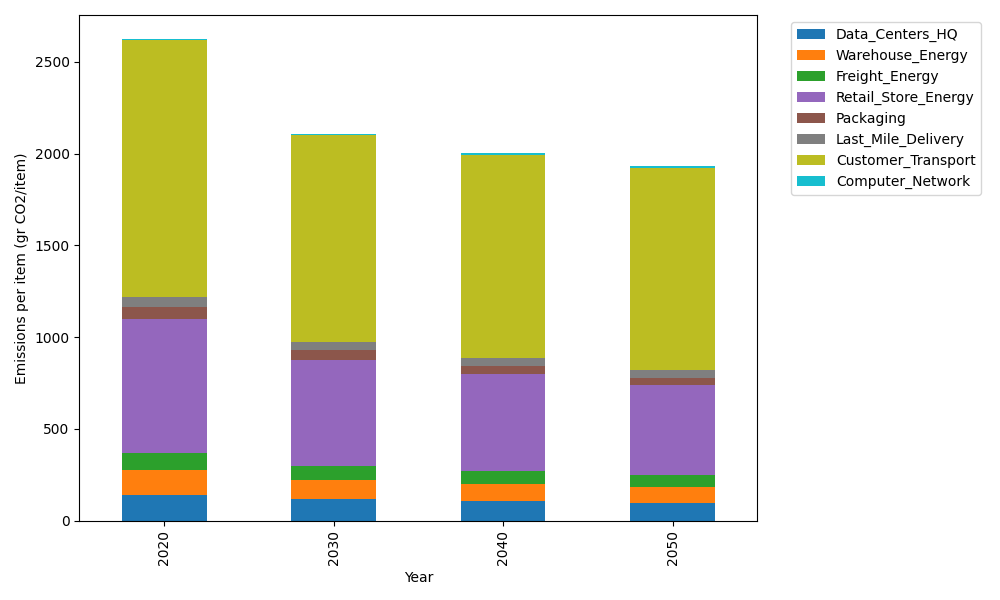 2500
2000
1500
1000
500
0
Emissions per item (gr CO2/item)
2020
2030
2040
2050
Year
Data_Centers_HQ
Warehouse_Energy
Freight_Energy
Retail_Store_Energy
Packaging
Last_Mile_Delivery
Customer_Transport
Computer_Network